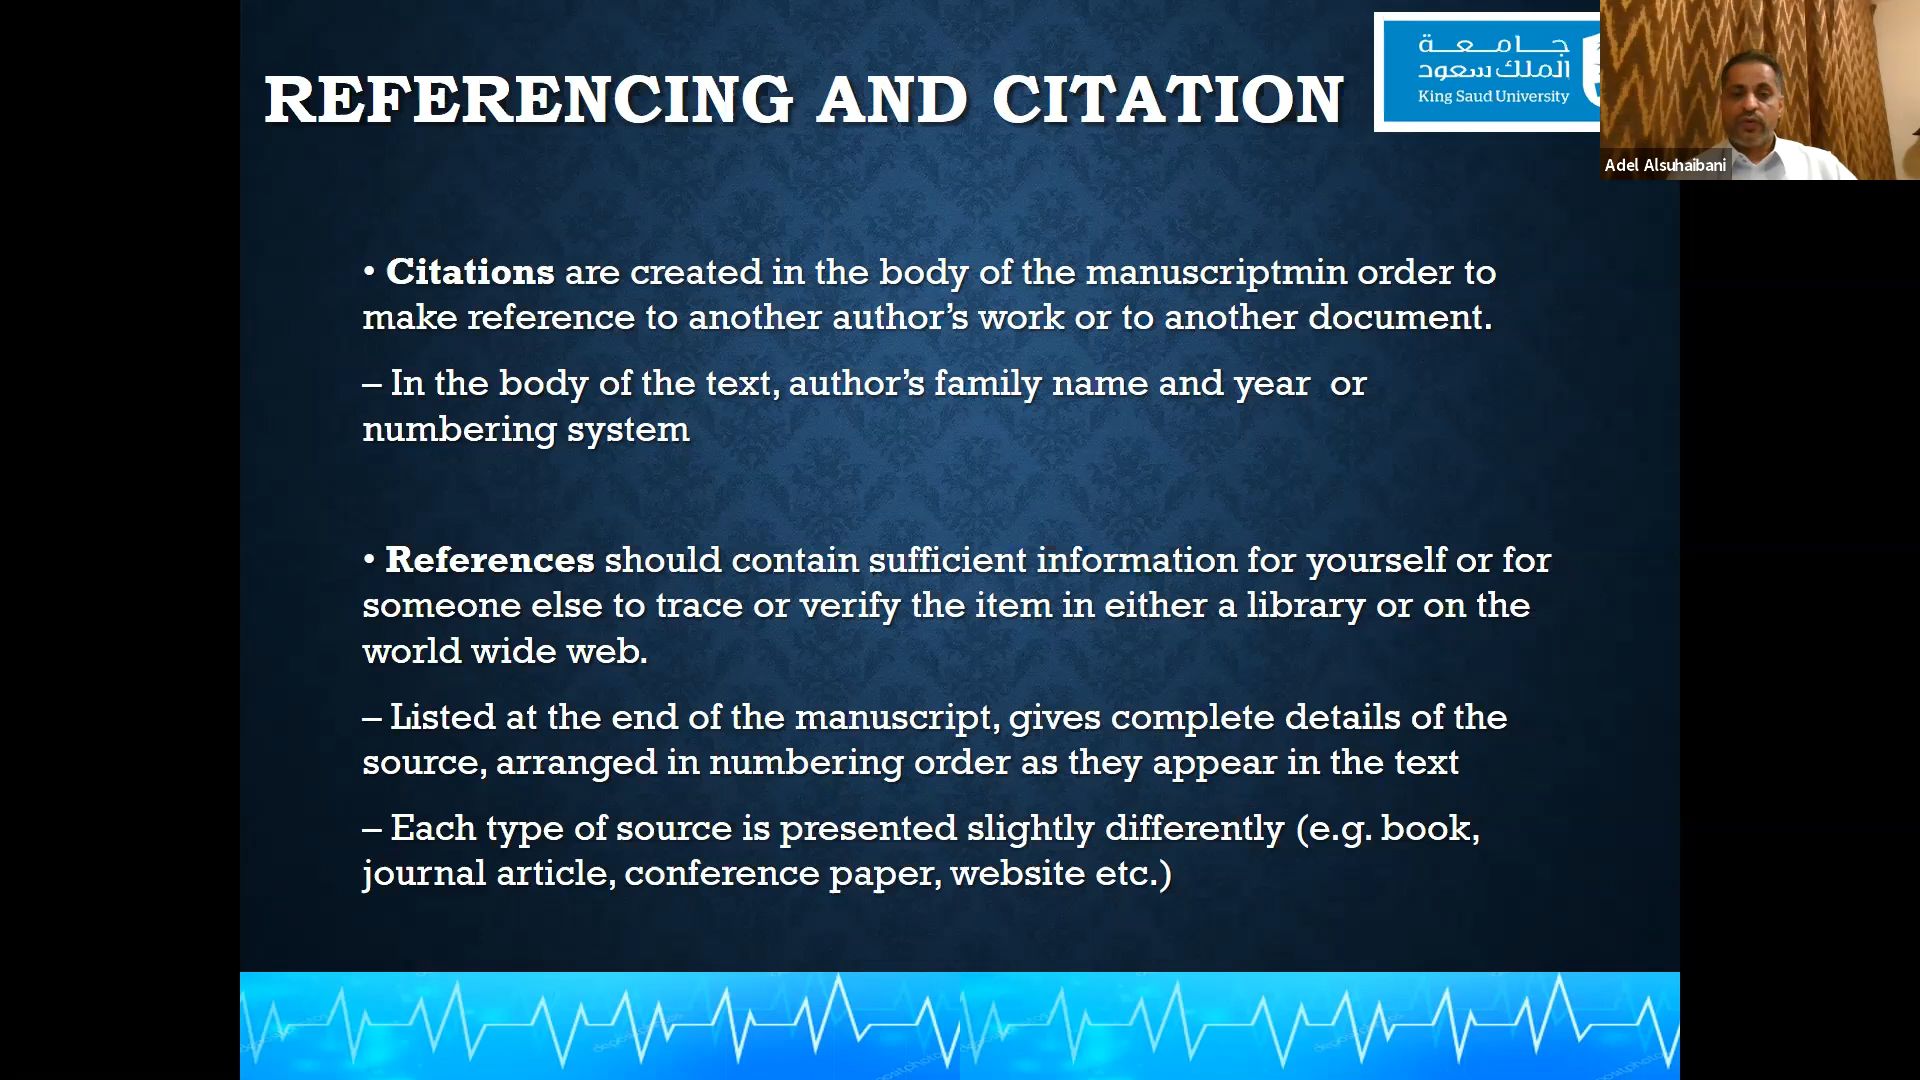 REFERENCING AND CITATION
جامعة
الملك سعود
King Saud University
Adel Alsuhaibani
• Citations are created in the body of the manuscriptmin order to
make reference to another author’s work or to another document.
– In the body of the text, author’s family name and year  or
numbering system
• References should contain sufficient information for yourself or for
someone else to trace or verify the item in either a library or on the
world wide web.
– Listed at the end of the manuscript, gives complete details of the
source, arranged in numbering order as they appear in the text
– Each type of source is presented slightly differently (e.g. book,
journal article, conference paper, website etc.)